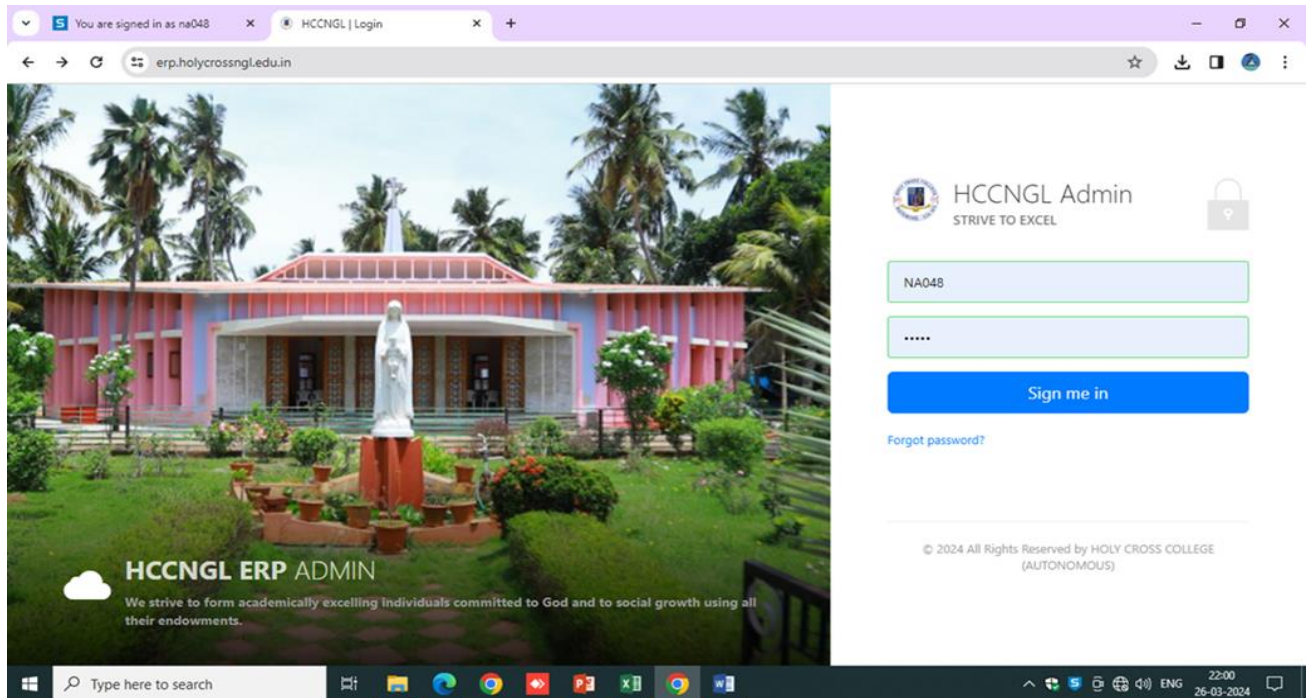 You are signed in as na048
HCCNGL | Login
erp.holycrossngl.edu.in
HCCNGL Admin
STRIVE TO EXCEL
NA048
•••••
Sign me in
Forgot password?
© 2024 All Rights Reserved by HOLY CROSS COLLEGE
(AUTONOMOUS)
HCCNGL ERP ADMIN
We strive to form academically excelling individuals committed to God and to social growth using all
their endowments.
Type here to search
ENG
22:00
26-03-2024